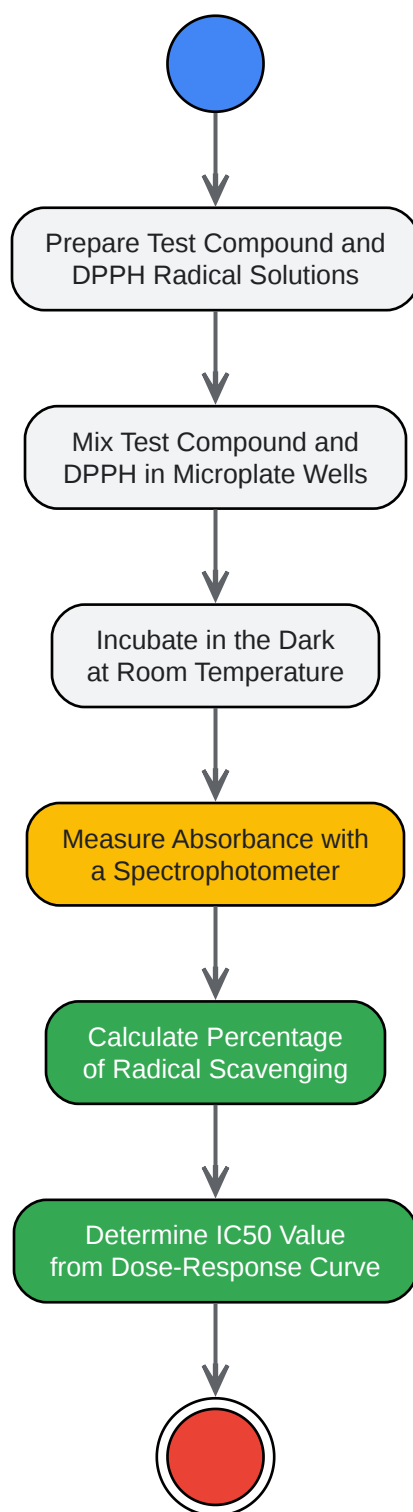 Prepare Test Compound and
DPPH Radical Solutions
Mix Test Compound and
DPPH in Microplate Wells
Incubate in the Dark
at Room Temperature
Measure Absorbance with
a Spectrophotometer
Calculate Percentage
of Radical Scavenging
Determine IC50 Value
from Dose-Response Curve